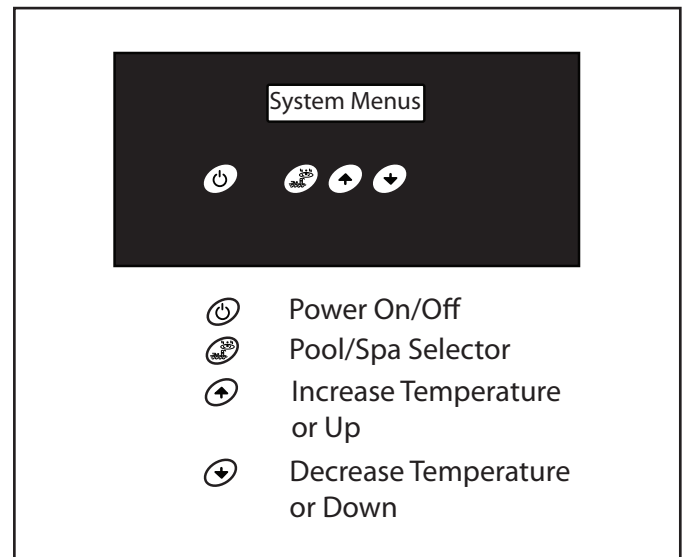 System Menus
Power On/Off
Pool/Spa Selector
Increase Temperature
or Up
Decrease Temperature
or Down